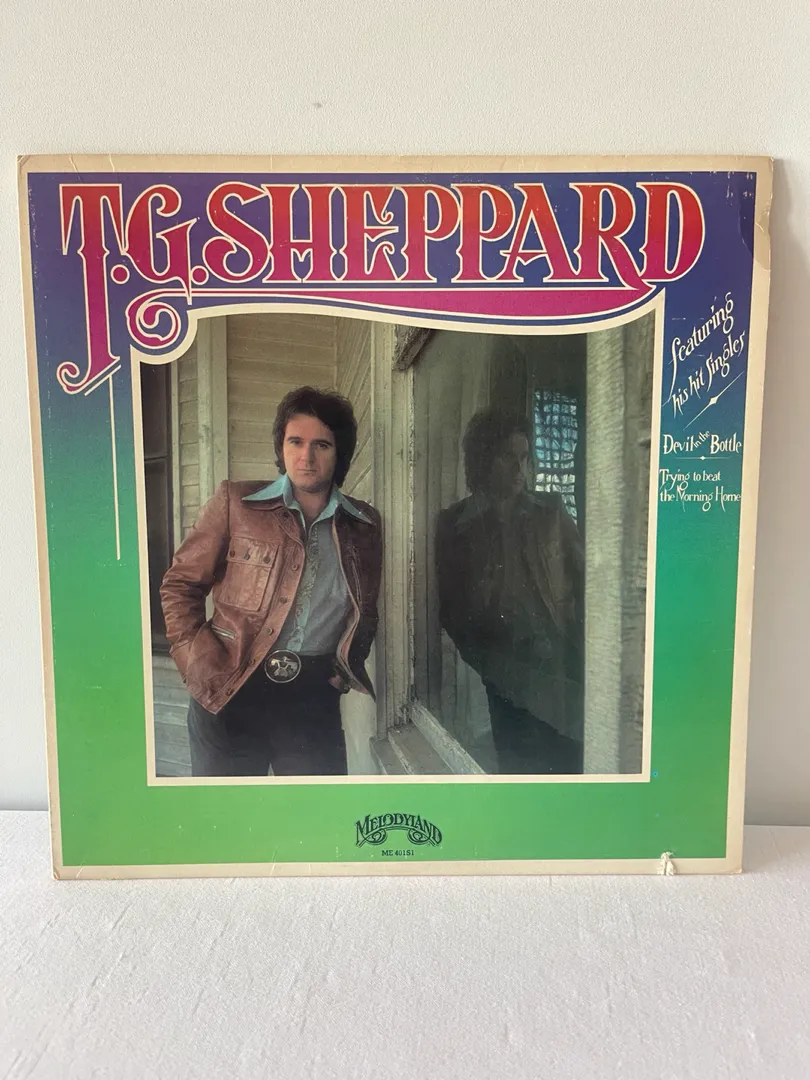 T.G. SHEPPARD
featuring
his hit singles
Devil in the Bottle
Trying to beat
the Morning Home
MELODYLAND
ME 401S1